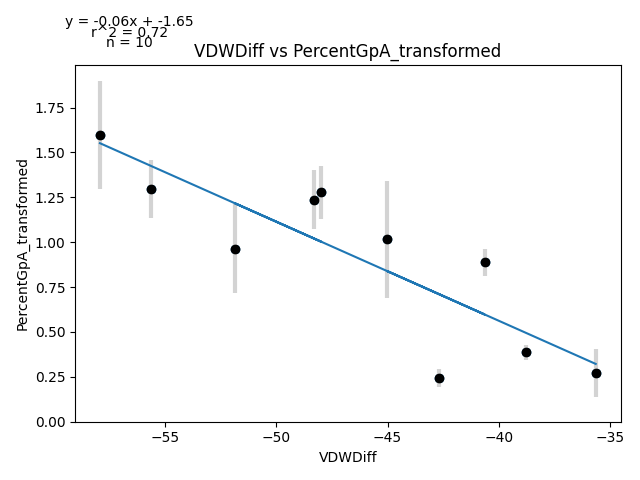 y = -0.06x + -1.65
r^2 = 0.72
n = 10
VDWDiff vs PercentGpA_transformed
PercentGpA_transformed
1.75
1.50
1.25
1.00
0.75
0.50
0.25
0.00
−55
−50
−45
−40
−35
VDWDiff